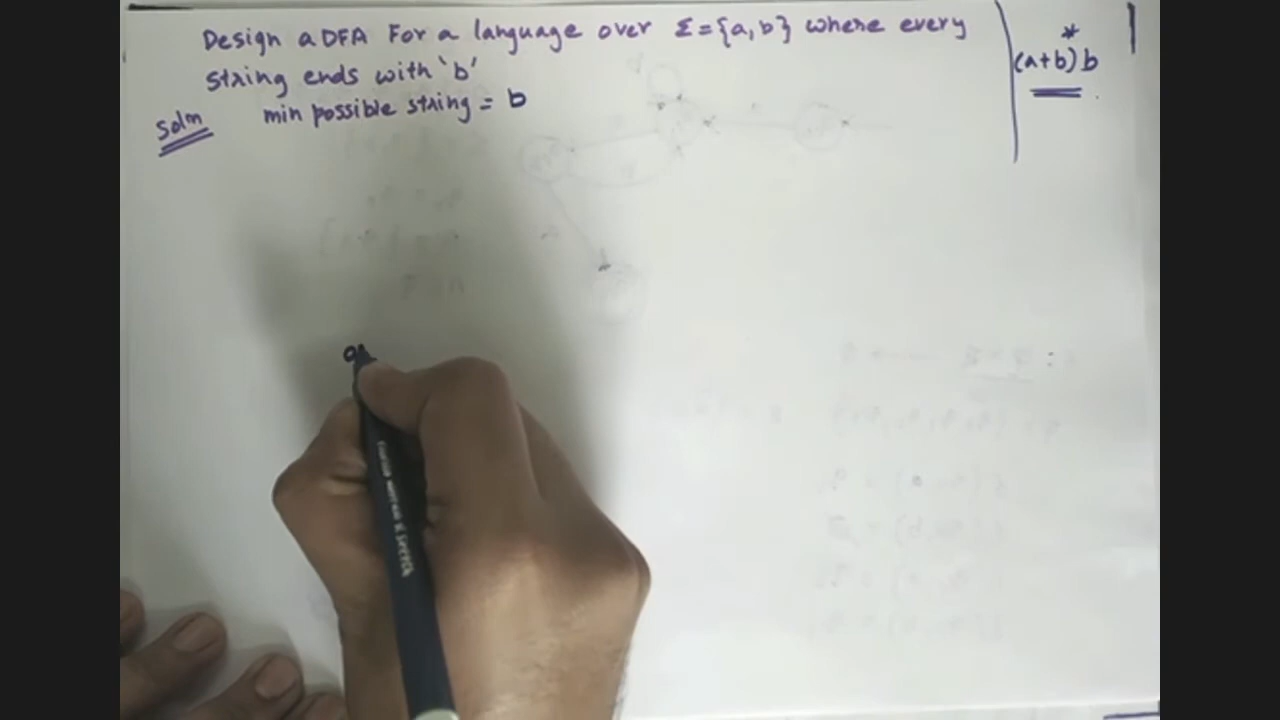 Design a DFA For a language over Σ={a,b} where every
string ends with 'b'
Soln min possible string = b
(a+b)*b